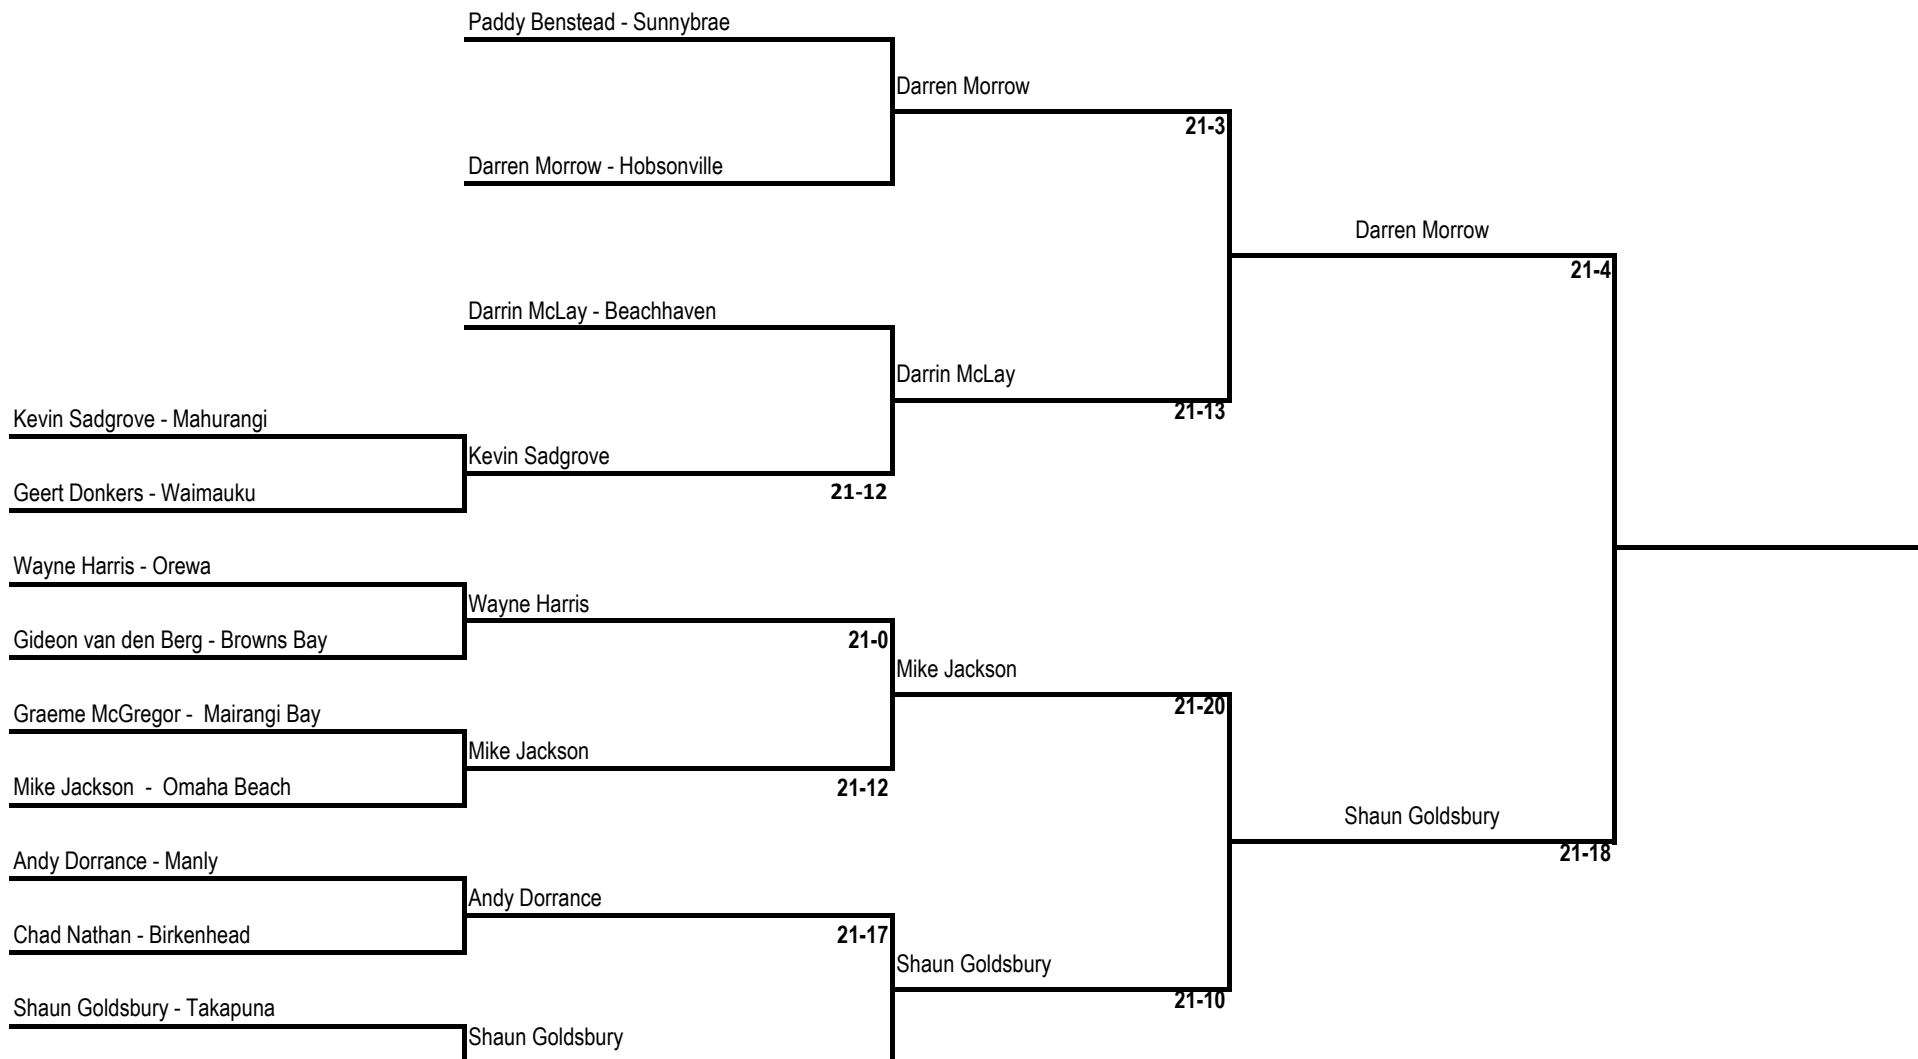 Paddy Benstead - Sunnybrae
Darren Morrow
21-3
Darren Morrow - Hobsonville
Darren Morrow
21-4
Darrin McLay - Beachhaven
Darrin McLay
21-13
Kevin Sadgrove - Mahurangi
Kevin Sadgrove
21-12
Geert Donkers - Waimauku
Wayne Harris - Orewa
Wayne Harris
21-0
Gideon van den Berg - Browns Bay
Mike Jackson
21-20
Graeme McGregor -  Mairangi Bay
Mike Jackson
21-12
Mike Jackson  -  Omaha Beach
Shaun Goldsbury
21-18
Andy Dorrance - Manly
Andy Dorrance
21-17
Chad Nathan - Birkenhead
Shaun Goldsbury
21-10
Shaun Goldsbury - Takapuna
Shaun Goldsbury